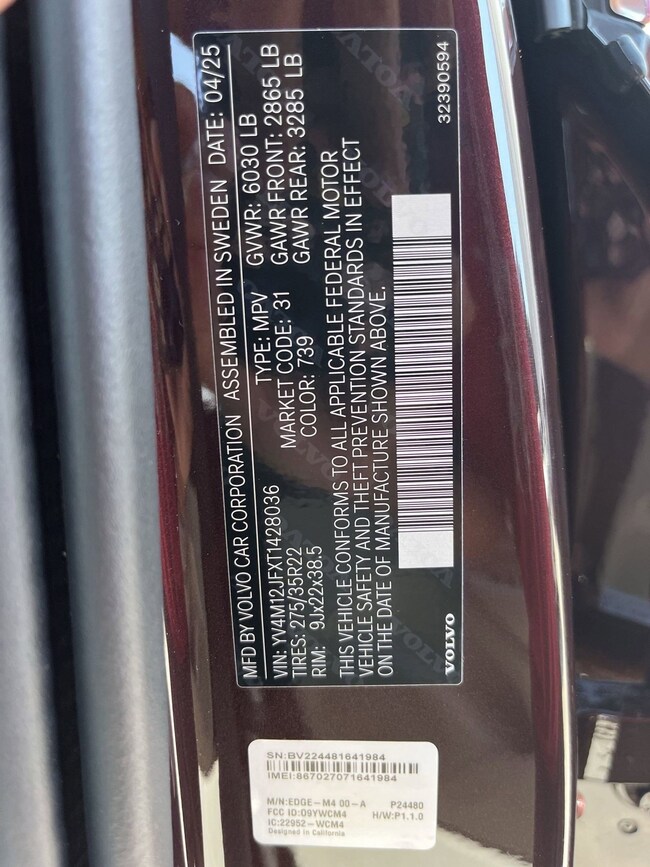 MFD BY VOLVO CAR CORPORATION ASSEMBLED IN SWEDEN DATE: 04/25
VIN: YV4M12JFXT1428036 TYPE: MPV GVWR: 6030 LB
TIRES: 275/35R22 MARKET CODE: 31 GAWR FRONT: 2865 LB
RIM: 9Jx22x38.5 COLOR: 739 GAWR REAR: 3285 LB
THIS VEHICLE CONFORMS TO ALL APPLICABLE FEDERAL MOTOR
VEHICLE SAFETY AND THEFT PREVENTION STANDARDS IN EFFECT
ON THE DATE OF MANUFACTURE SHOWN ABOVE.
VOLVO 32390594
SN:BV224481641984
IMEI:867027071641984
M/N:EDGE-M4 00-A P24480
FCC ID:O9YWCM4 H/W:P1.1.0
IC:22952-WCM4
Designed in California